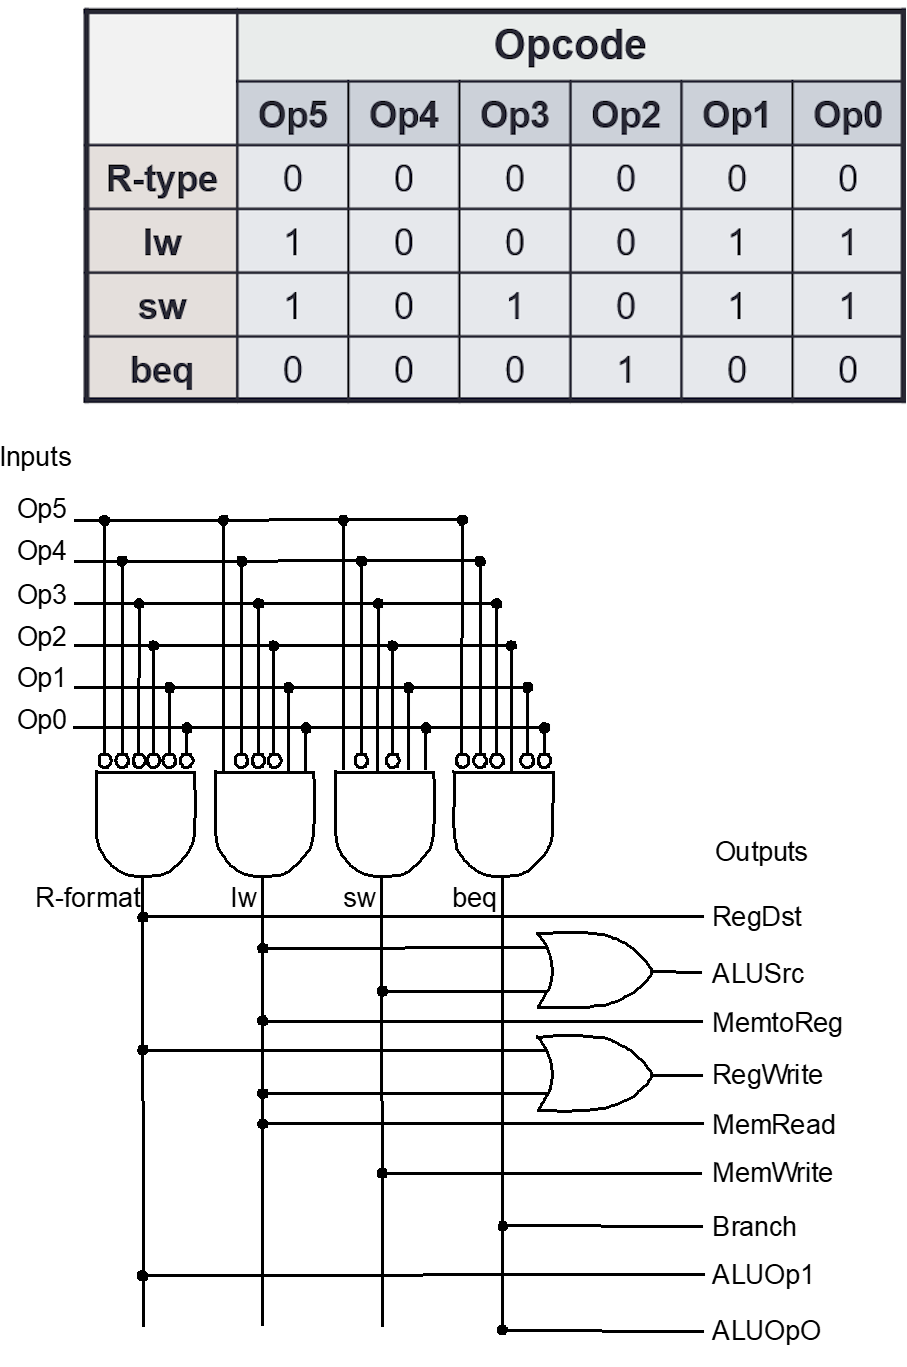 Opcode
Op5 Op4 Op3 Op2 Op1 Op0
R-type 0 0 0 0 0 0
lw 1 0 0 0 1 1
sw 1 0 1 0 1 1
beq 0 0 0 1 0 0
Inputs
Op5
Op4
Op3
Op2
Op1
Op0
Outputs
R-format lw sw beq
RegDst
ALUSrc
MemtoReg
RegWrite
MemRead
MemWrite
Branch
ALUOp1
ALUOpO